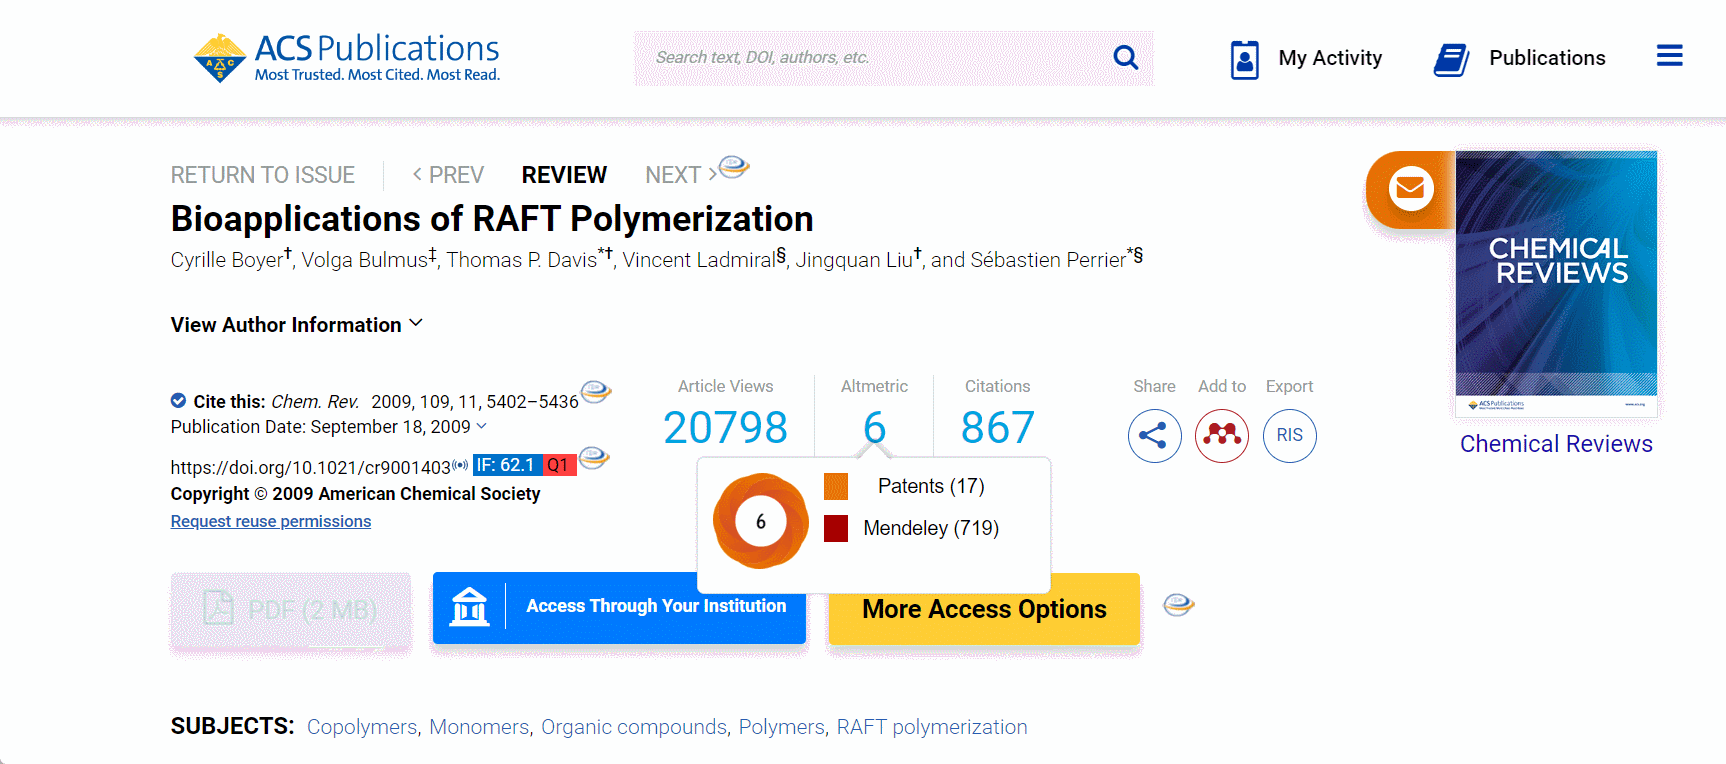 ACS Publications
Most Trusted. Most Cited. Most Read.
A C S
Search text, DOI, authors, etc.
My Activity
Publications
RETURN TO ISSUE
< PREV
REVIEW
NEXT >
Bioapplications of RAFT Polymerization
Cyrille Boyer†, Volga Bulmus‡, Thomas P. Davis*†, Vincent Ladmiral§, Jingquan Liu†, and Sébastien Perrier*§
View Author Information
Cite this: Chem. Rev. 2009, 109, 11, 5402–5436
Publication Date: September 18, 2009
https://doi.org/10.1021/cr9001403
IF: 62.1 Q1
Copyright © 2009 American Chemical Society
Request reuse permissions
Article Views
20798
Altmetric
6
Citations
867
6
Patents (17)
Mendeley (719)
Share
Add to
Export
RIS
CHEMICAL
REVIEWS
ACS Publications
Chemical Reviews
PDF (2 MB)
Access Through Your Institution
More Access Options
SUBJECTS: Copolymers, Monomers, Organic compounds, Polymers, RAFT polymerization